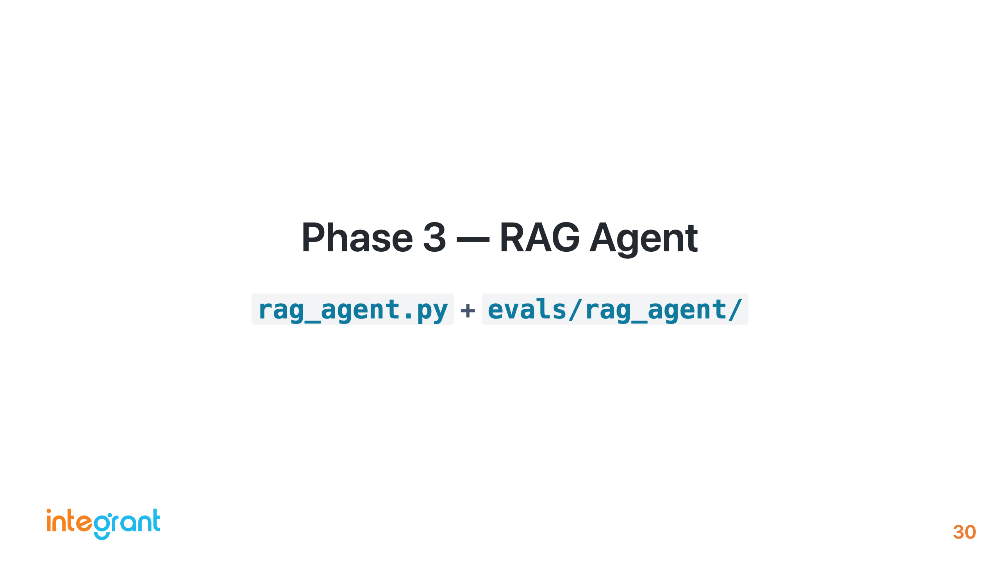 Phase 3 — RAG Agent
rag_agent.py + evals/rag_agent/
integrant
30